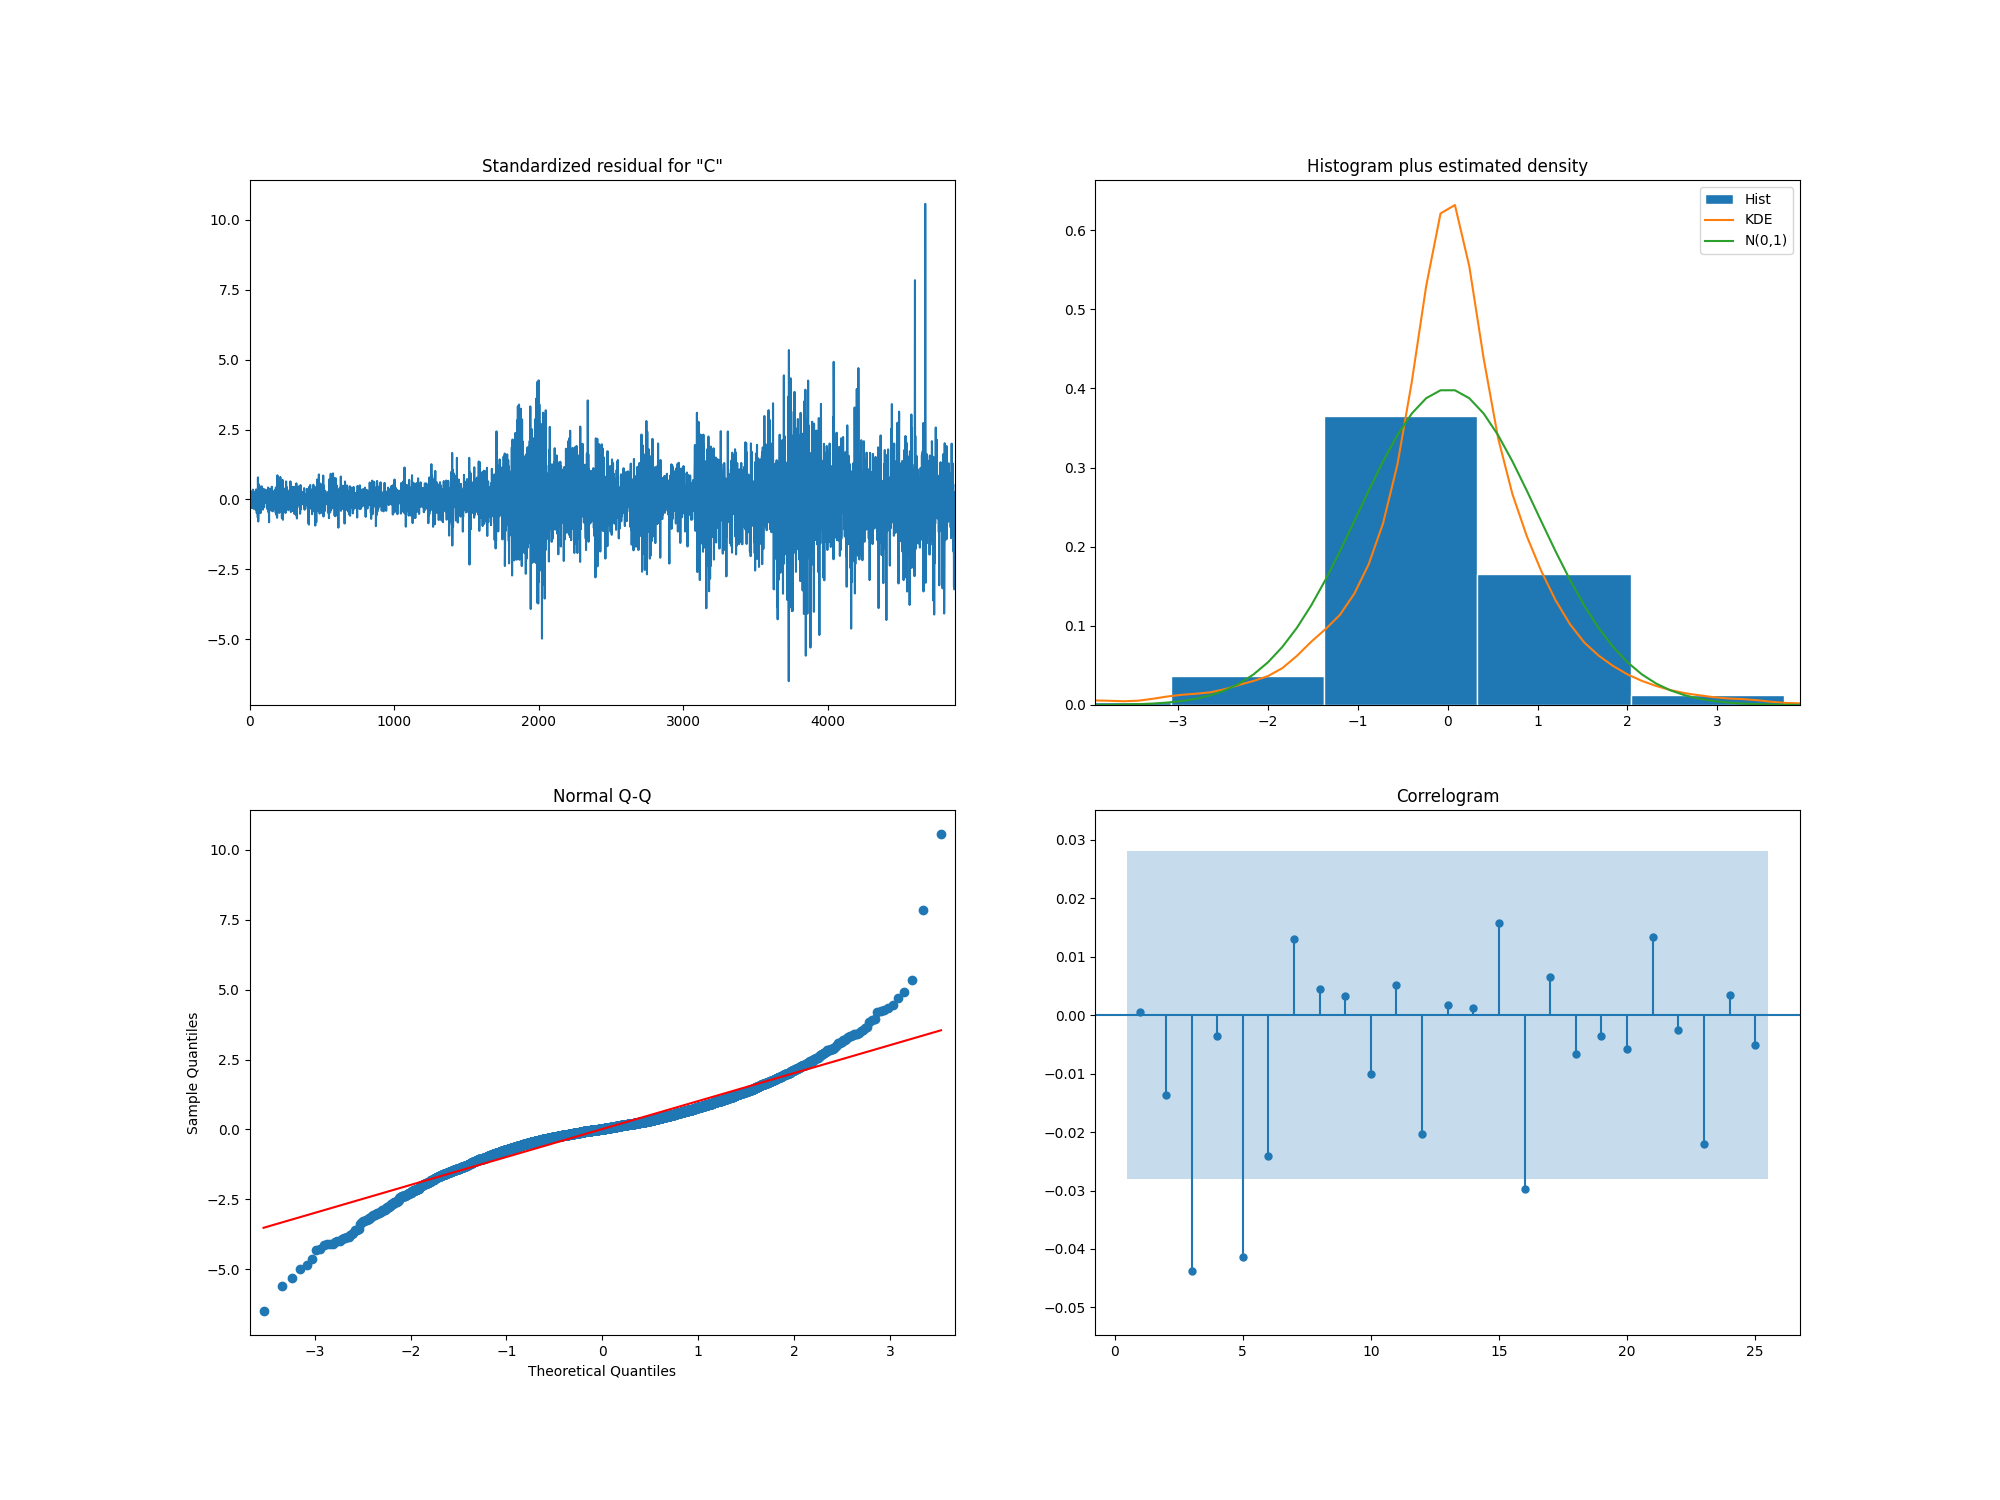 Standardized residual for "C"
10.0
7.5
5.0
2.5
0.0
−2.5
−5.0
0 1000 2000 3000 4000
Histogram plus estimated density
Hist
KDE
N(0,1)
0.6
0.5
0.4
0.3
0.2
0.1
0.0
−3 −2 −1 0 1 2 3
Normal Q-Q
Sample Quantiles
10.0
7.5
5.0
2.5
0.0
−2.5
−5.0
−3 −2 −1 0 1 2 3
Theoretical Quantiles
Correlogram
0.03
0.02
0.01
0.00
−0.01
−0.02
−0.03
−0.04
−0.05
0 5 10 15 20 25